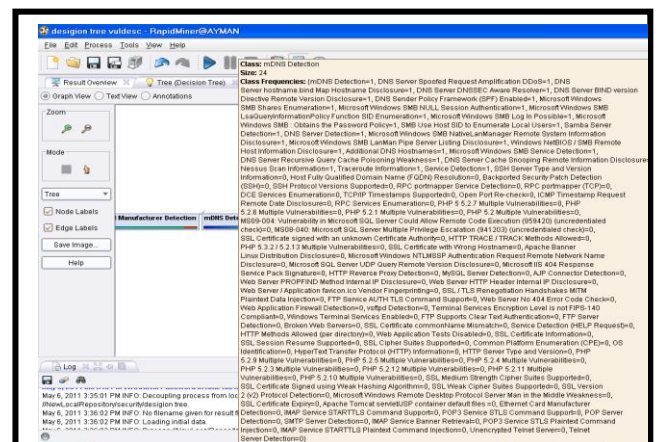 desigion tree vuldesc - RapidMiner@AYMAN
File Edit Process Tools View Help
Result Overview
Tree (Decision Tree)
Graph View Text View Annotations
Zoom
Mode
Tree
Node Labels
Edge Labels
Save Image...
Help
Manufacturer Detection mDNS Dete
Class: mDNS Detection
Size: 24
Class Frequencies: (mDNS Detection=1, DNS Server Spoofed Request Amplification DDoS=1, DNS
Server hostname.bind Map Hostname Disclosure=1, DNS Server DNSSEC Aware Resolver=1, DNS Server BIND version
Directive Remote Version Disclosure=1, DNS Sender Policy Framework (SPF) Enabled=1, Microsoft Windows
SMB Shares Enumeration=1, Microsoft Windows SMB NULL Session Authentication=1, Microsoft Windows SMB
LsaQueryInformationPolicy Function SID Enumeration=1, Microsoft Windows SMB Log In Possible=1, Microsoft
Windows SMB : Obtains the Password Policy=1, SMB Use Host SID to Enumerate Local Users=1, Samba Server
Detection=1, DNS Server Detection=1, Microsoft Windows SMB NativeLanManager Remote System Information
Disclosure=1, Microsoft Windows SMB LanMan Pipe Server Listing Disclosure=1, Windows NetBIOS / SMB Remote
Host Information Disclosure=1, Additional DNS Hostnames=1, Microsoft Windows SMB Service Detection=1,
DNS Server Recursive Query Cache Poisoning Weakness=1, DNS Server Cache Snooping Remote Information Disclosure
Nessus Scan Information=1, Traceroute Information=1, Service Detection=1, SSH Server Type and Version
Information=0, Host Fully Qualified Domain Name (FQDN) Resolution=0, Backported Security Patch Detection
(SSH)=0, SSH Protocol Versions Supported=0, RPC portmapper Service Detection=0, RPC portmapper (TCP)=0,
DCE Services Enumeration=0, TCP/IP Timestamps Supported=0, Open Port Re-check=0, ICMP Timestamp Request
Remote Date Disclosure=0, RPC Services Enumeration=0, PHP 5 5.2.7 Multiple Vulnerabilities=0, PHP
5.2.8 Multiple Vulnerabilities=0, PHP 5.2.1 Multiple Vulnerabilities=0, PHP 5.2 Multiple Vulnerabilities=0,
MS09-004: Vulnerability in Microsoft SQL Server Could Allow Remote Code Execution (959420) (uncredentialed
check)=0, MS08-040: Microsoft SQL Server Multiple Privilege Escalation (941203) (uncredentialed check)=0,
SSL Certificate signed with an unknown Certificate Authority=0, HTTP TRACE / TRACK Methods Allowed=0,
PHP 5.3.2 / 5.2.13 Multiple Vulnerabilities=0, SSL Certificate with Wrong Hostname=0, Apache Banner
Linux Distribution Disclosure=0, Microsoft Windows NTLMSSP Authentication Request Remote Network Name
Disclosure=0, Microsoft SQL Server UDP Query Remote Version Disclosure=0, Microsoft IIS 404 Response
Service Pack Signature=0, HTTP Reverse Proxy Detection=0, MySQL Server Detection=0, AJP Connector Detection=0,
Web Server PROPFIND Method Internal IP Disclosure=0, Web Server HTTP Header Internal IP Disclosure=0,
Web Server / Application favicon.ico Vendor Fingerprinting=0, SSL / TLS Renegotiation Handshakes MiTM
Plaintext Data Injection=0, FTP Service AUTH TLS Command Support=0, Web Server No 404 Error Code Check=0,
Web Application Firewall Detection=0, vsftpd Detection=0, Terminal Services Encryption Level is not FIPS-140
Compliant=0, Windows Terminal Services Enabled=0, FTP Supports Clear Text Authentication=0, FTP Server
Detection=0, Broken Web Servers=0, SSL Certificate commonName Mismatch=0, Service Detection (HELP Request)=0,
HTTP Methods Allowed (per directory)=0, Web Application Tests Disabled=0, SSL Certificate Information=0,
SSL Session Resume Supported=0, SSL Cipher Suites Supported=0, Common Platform Enumeration (CPE)=0, OS
Identification=0, HyperText Transfer Protocol (HTTP) Information=0, HTTP Server Type and Version=0, PHP
5.2.9 Multiple Vulnerabilities=0, PHP 5.2.5 Multiple Vulnerabilities=0, PHP 5.2.4 Multiple Vulnerabilities=0,
PHP 5.2.3 Multiple Vulnerabilities=0, PHP 5.2.12 Multiple Vulnerabilities=0, PHP 5.2.11 Multiple
Vulnerabilities=0, PHP 5.2.10 Multiple Vulnerabilities=0, SSL Medium Strength Cipher Suites Supported=0,
SSL Certificate Signed using Weak Hashing Algorithm=0, SSL Weak Cipher Suites Supported=0, SSL Version
2 (v2) Protocol Detection=0, Microsoft Windows Remote Desktop Protocol Server Man in the Middle Weakness=0,
SSL Certificate Expiry=0, Apache Tomcat servlet/JSP container default files =0, Ethernet Card Manufacturer
Detection=0, IMAP Service STARTTLS Command Support=0, POP3 Service STLS Command Support=0, POP Server
Detection=0, SMTP Server Detection=0, IMAP Service Banner Retrieval=0, POP3 Service STLS Plaintext Command
Injection=0, IMAP Service STARTTLS Plaintext Command Injection=0, Unencrypted Telnet Server=0, Telnet
Server Detection=0)
Log
May 6, 2011 3:35:01 PM INFO: Decoupling process from loc
//NewLocalRepository/security/desigion tree.
May 6, 2011 3:36:02 PM INFO: No filename given for result f
May 6, 2011 3:36:02 PM INFO: Loading initial data.